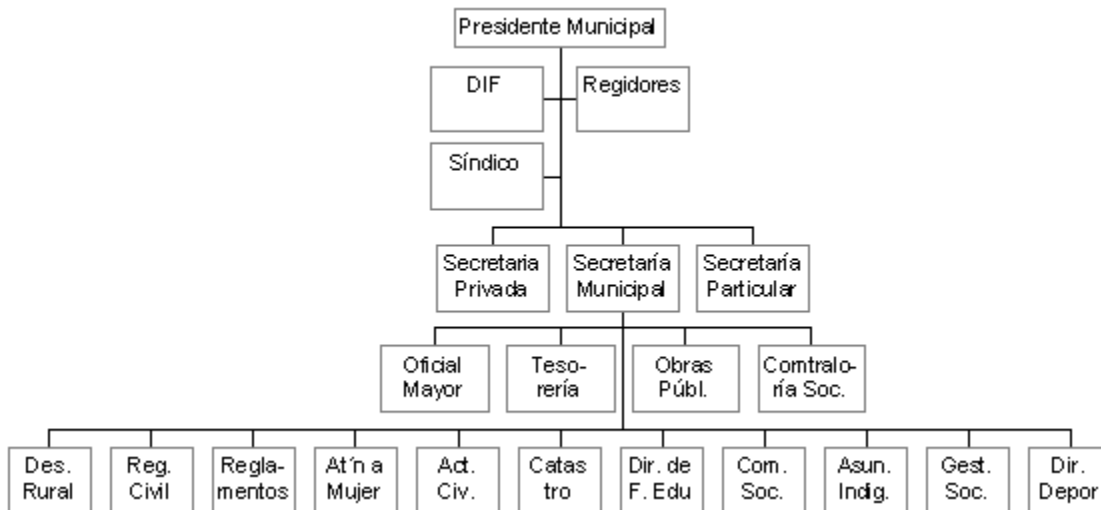 Presidente Municipal
DIF
Regidores
Síndico
Secretaria
Privada
Secretaría
Municipal
Secretaría
Particular
Oficial
Mayor
Teso-
rería
Obras
Públ.
Comtralo-
ría Soc.
Des.
Rural
Reg.
Civil
Regla-
mentos
At´n a
Mujer
Act.
Civ.
Catas
tro
Dir. de
F. Edu
Com.
Soc.
Asun.
Indig.
Gest.
Soc.
Dir.
Depor